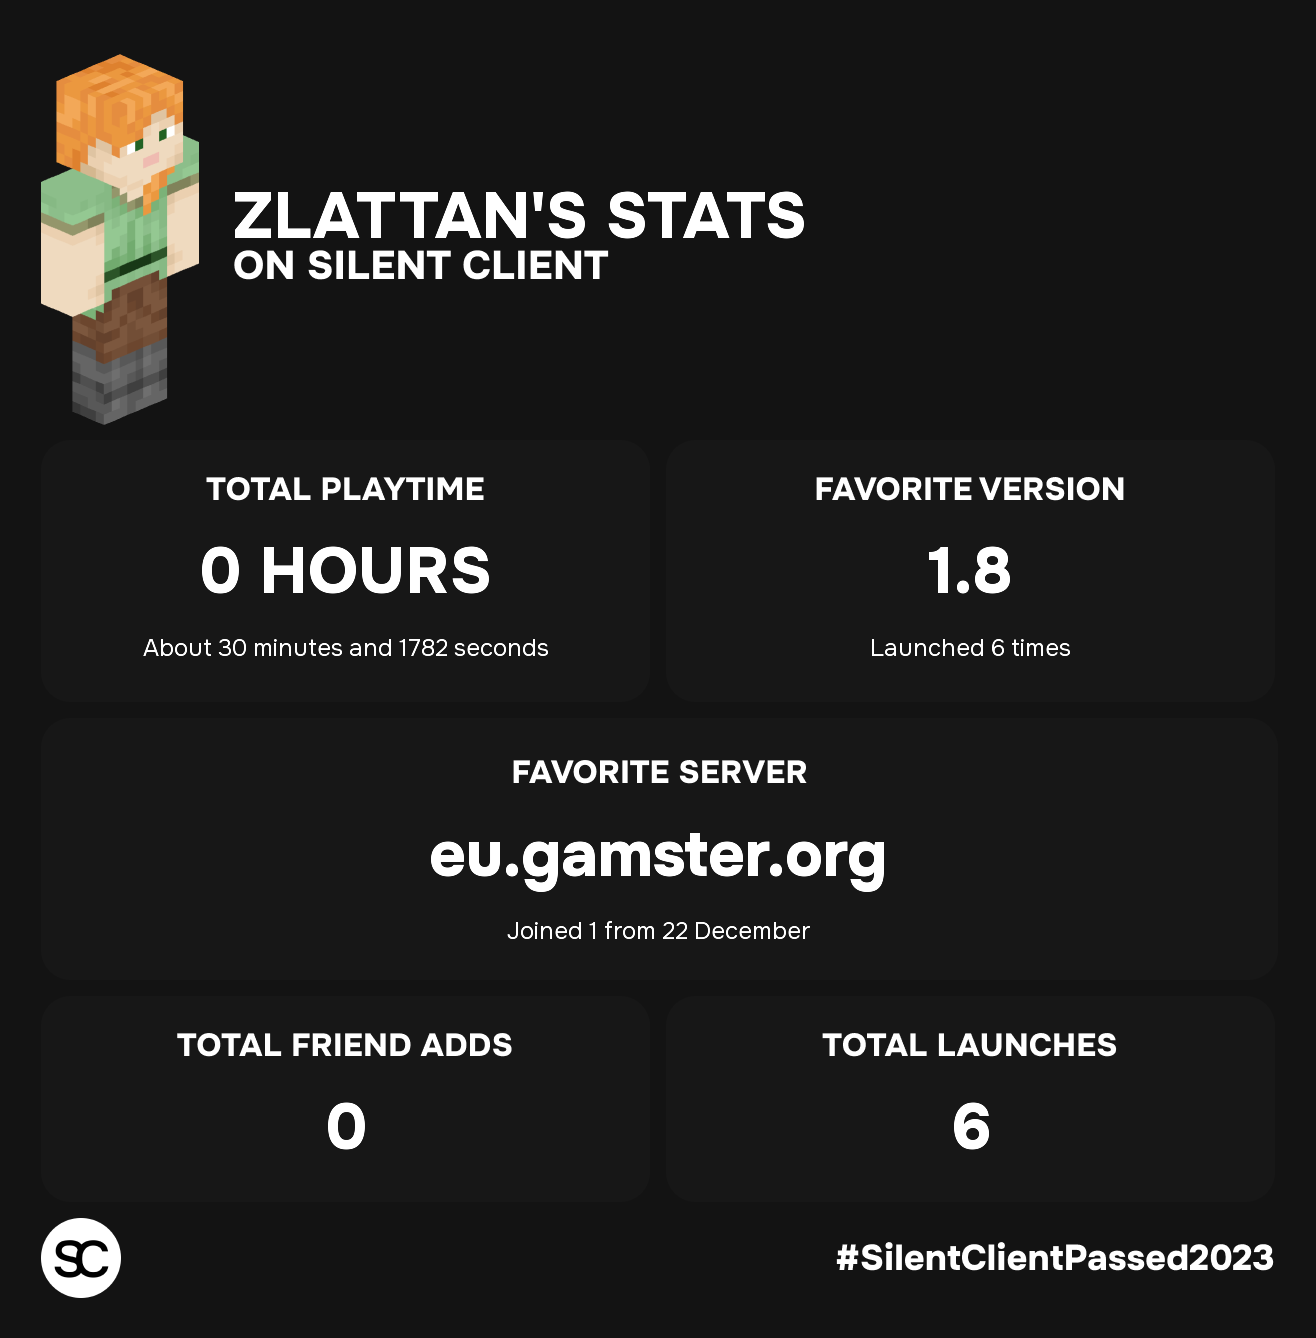 ZLATTAN'S STATS
ON SILENT CLIENT
TOTAL PLAYTIME
0 HOURS
About 30 minutes and 1782 seconds
FAVORITE VERSION
1.8
Launched 6 times
FAVORITE SERVER
eu.gamster.org
Joined 1 from 22 December
TOTAL FRIEND ADDS
0
TOTAL LAUNCHES
6
SC
#SilentClientPassed2023